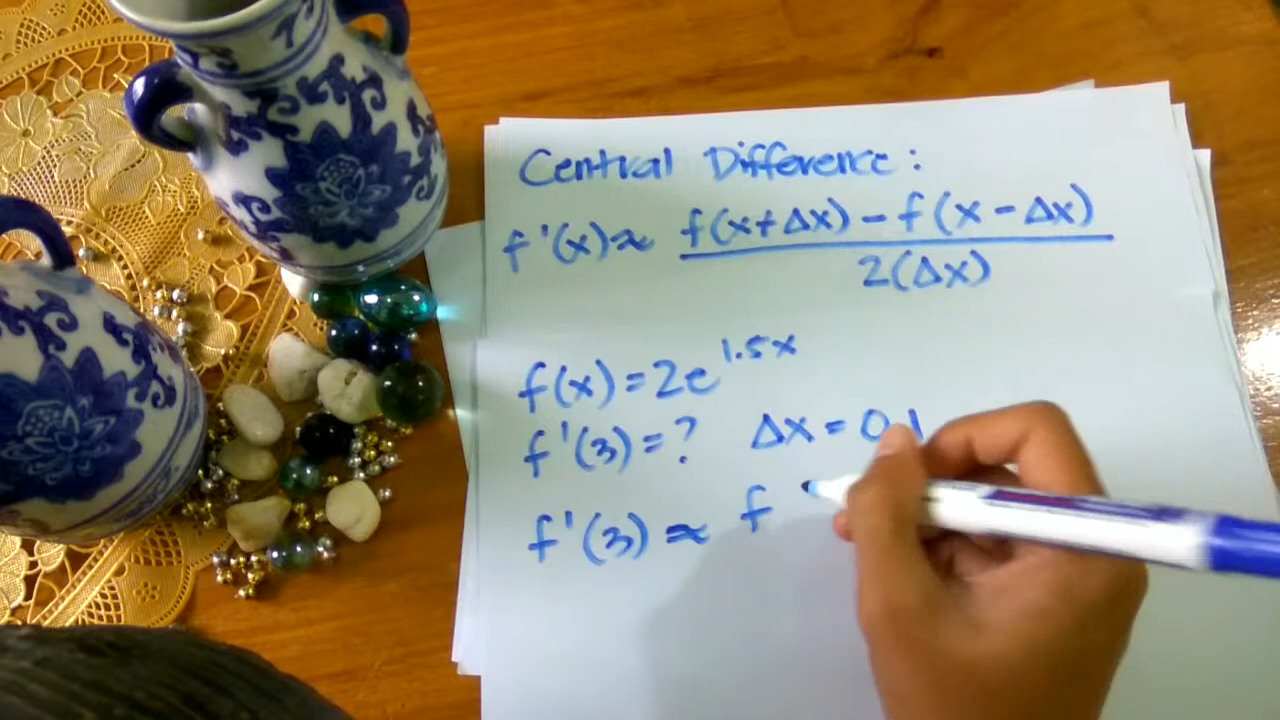 Central Difference:
f'(x)≈ f(x+Δx) - f(x - Δx)
2(Δx)
f(x) = 2e^1.5x
f'(3) = ? Δx = 0.1
f'(3) ≈ f